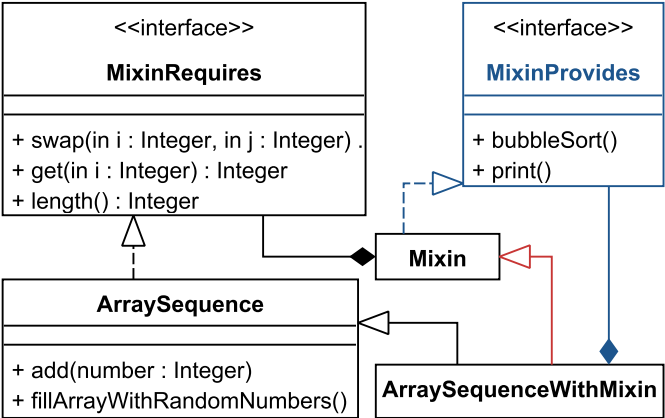 <<interface>>
MixinRequires
+ swap(in i : Integer, in j : Integer) .
+ get(in i : Integer) : Integer
+ length() : Integer
<<interface>>
MixinProvides
+ bubbleSort()
+ print()
Mixin
ArraySequence
+ add(number : Integer)
+ fillArrayWithRandomNumbers()
ArraySequenceWithMixin